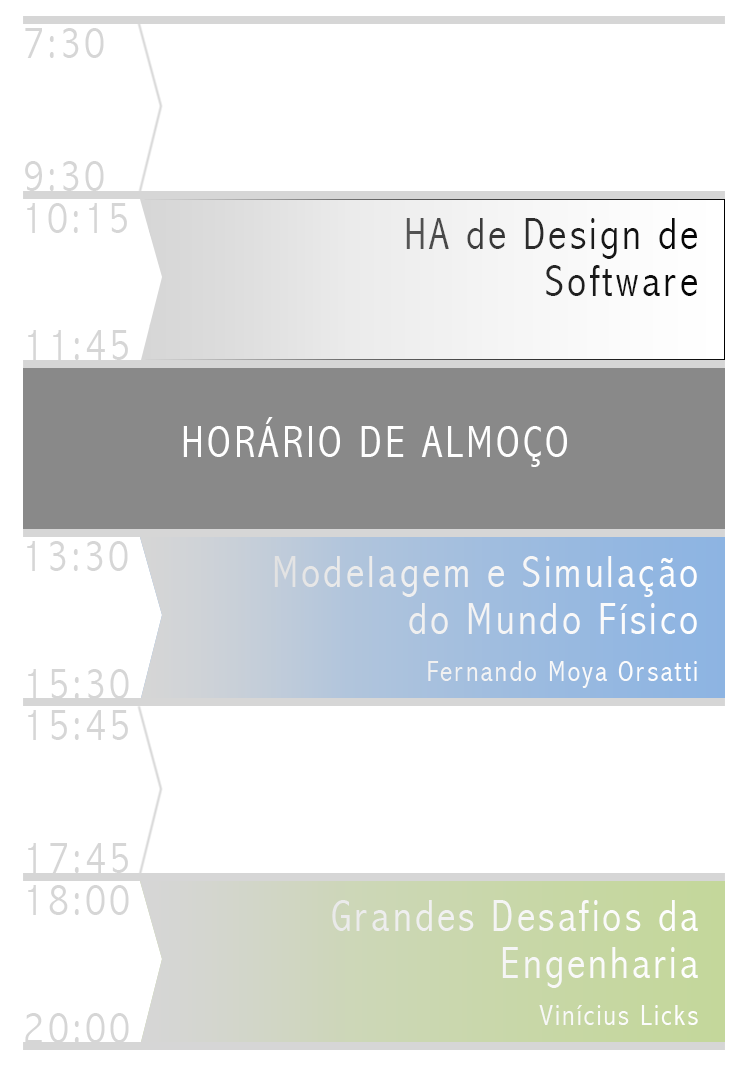 7:30
9:30
10:15
HA de Design de
Software
11:45
HORÁRIO DE ALMOÇO
13:30
Modelagem e Simulação
do Mundo Físico
Fernando Moya Orsatti
15:30
15:45
17:45
18:00
Grandes Desafios da
Engenharia
Vinícius Licks
20:00